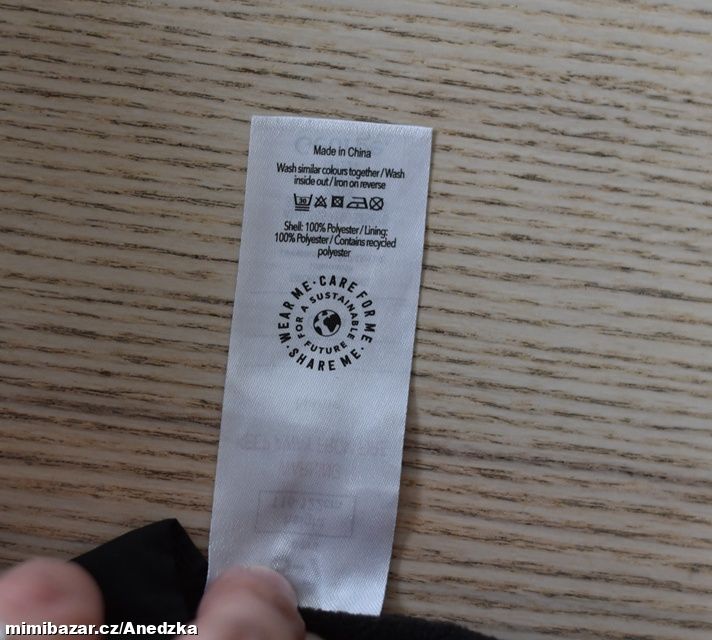 Made in China
Wash similar colours together / Wash
inside out / Iron on reverse
30
Shell: 100% Polyester / Lining:
100% Polyester / Contains recycled
polyester
WEAR ME · CARE FOR ME · SHARE ME ·
FOR A SUSTAINABLE FUTURE
mimibazar.cz/Anedzka